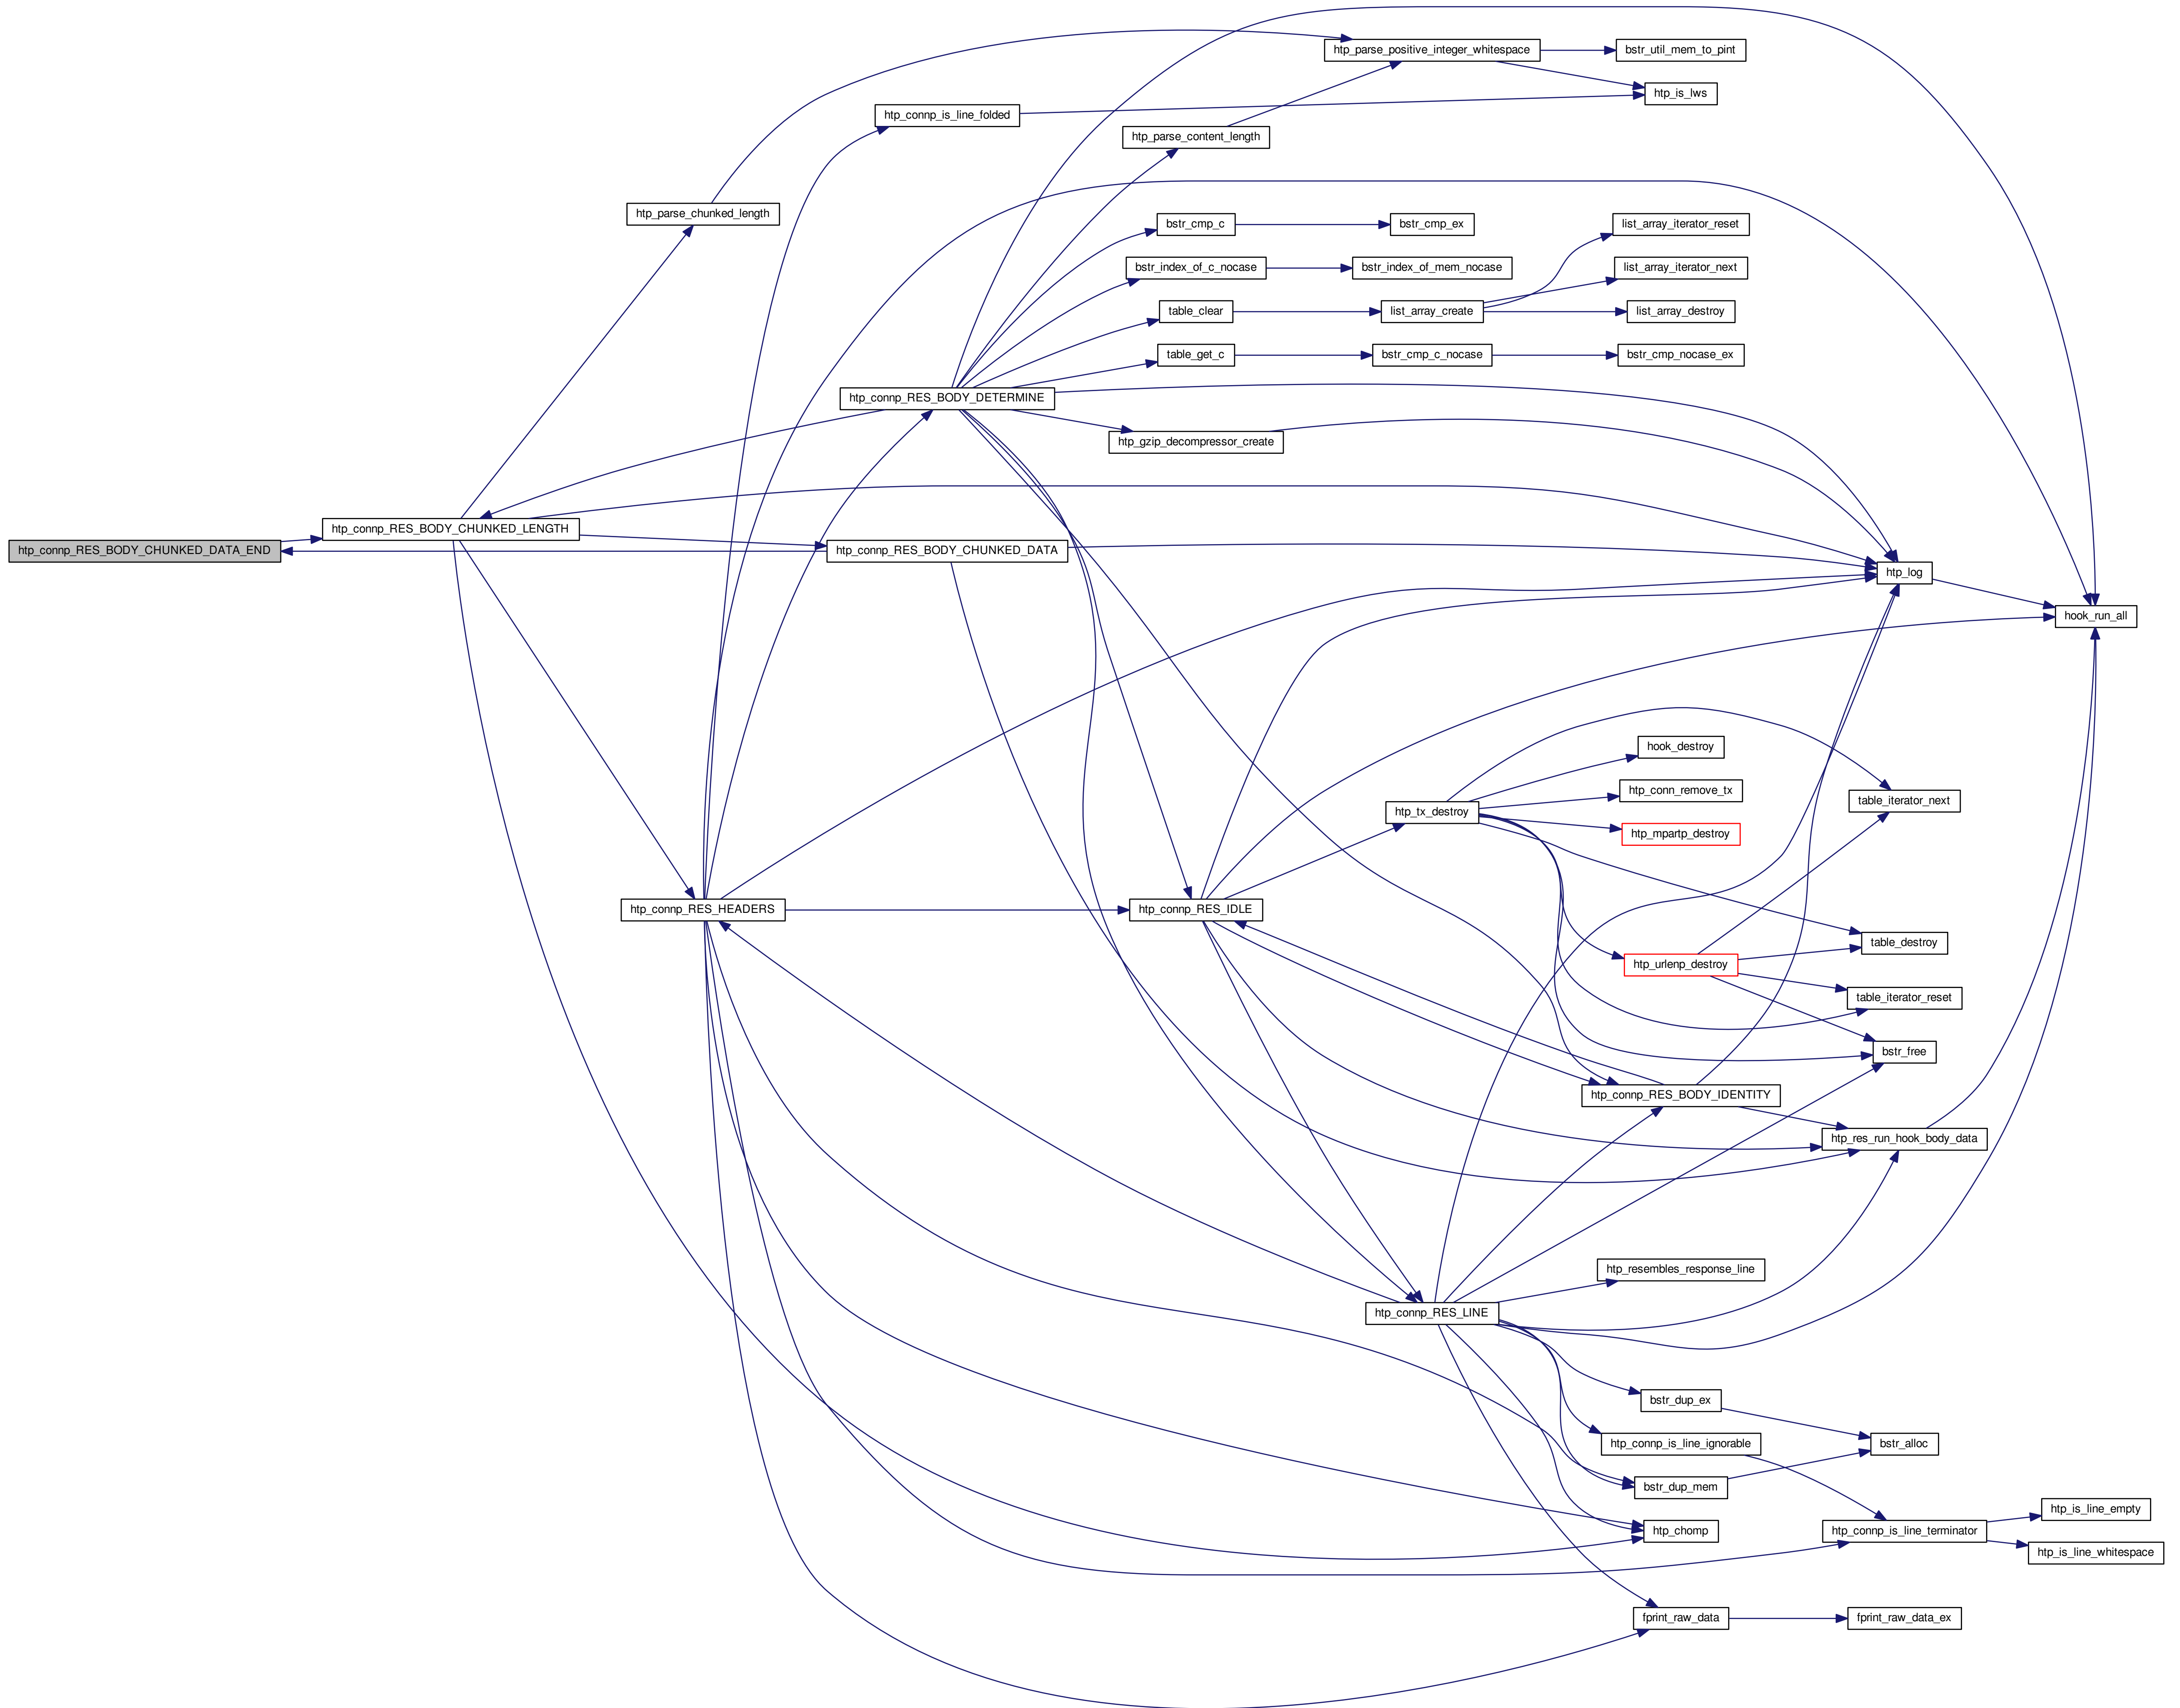 htp_parse_positive_integer_whitespace
bstr_util_mem_to_pint
htp_is_lws
htp_connp_is_line_folded
htp_parse_content_length
htp_parse_chunked_length
bstr_cmp_c
bstr_cmp_ex
list_array_iterator_reset
bstr_index_of_c_nocase
bstr_index_of_mem_nocase
list_array_iterator_next
table_clear
list_array_create
list_array_destroy
table_get_c
bstr_cmp_c_nocase
bstr_cmp_nocase_ex
htp_connp_RES_BODY_DETERMINE
htp_gzip_decompressor_create
htp_connp_RES_BODY_CHUNKED_LENGTH
htp_connp_RES_BODY_CHUNKED_DATA_END
htp_connp_RES_BODY_CHUNKED_DATA
htp_log
hook_run_all
hook_destroy
htp_conn_remove_tx
table_iterator_next
htp_tx_destroy
htp_mpartp_destroy
htp_connp_RES_HEADERS
htp_connp_RES_IDLE
table_destroy
htp_urlenp_destroy
table_iterator_reset
bstr_free
htp_connp_RES_BODY_IDENTITY
htp_res_run_hook_body_data
htp_resembles_response_line
htp_connp_RES_LINE
bstr_dup_ex
htp_connp_is_line_ignorable
bstr_alloc
bstr_dup_mem
htp_is_line_empty
htp_chomp
htp_connp_is_line_terminator
htp_is_line_whitespace
fprint_raw_data
fprint_raw_data_ex